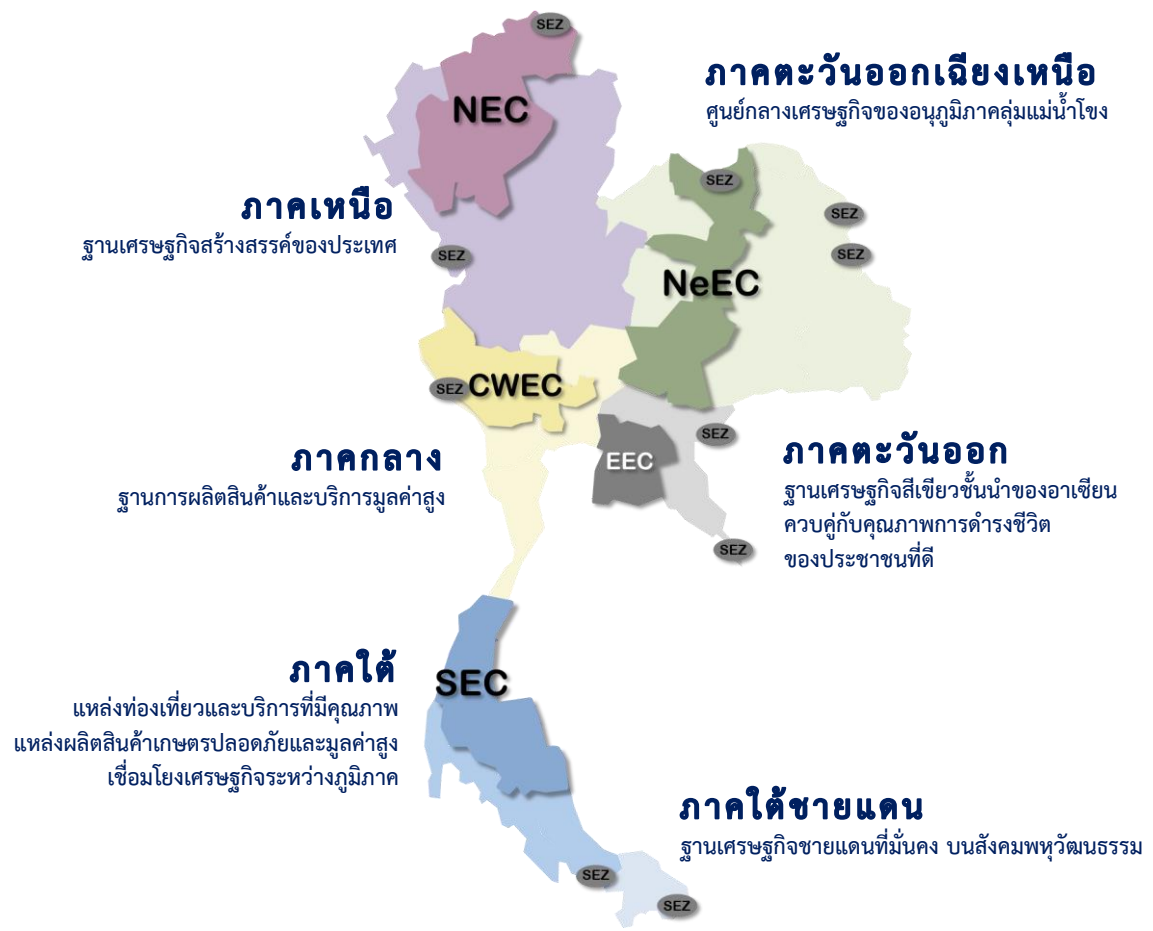 SEZ
NEC
ภาคตะวันออกเฉียงเหนือ
ศูนย์กลางเศรษฐกิจของอนุภูมิภาคลุ่มแม่น้ำโขง
SEZ
ภาคเหนือ
ฐานเศรษฐกิจสร้างสรรค์ของประเทศ
SEZ
SEZ
SEZ
NeEC
SEZ CWEC
ภาคกลาง
ฐานการผลิตสินค้าและบริการมูลค่าสูง
SEZ
EEC
ภาคตะวันออก
ฐานเศรษฐกิจสีเขียวชั้นนำของอาเซียน
ควบคู่กับคุณภาพการดำรงชีวิต
ของประชาชนที่ดี
SEZ
ภาคใต้
แหล่งท่องเที่ยวและบริการที่มีคุณภาพ
แหล่งผลิตสินค้าเกษตรปลอดภัยและมูลค่าสูง
เชื่อมโยงเศรษฐกิจระหว่างภูมิภาค
SEC
ภาคใต้ชายแดน
ฐานเศรษฐกิจชายแดนที่มั่นคง บนสังคมพหุวัฒนธรรม
SEZ
SEZ